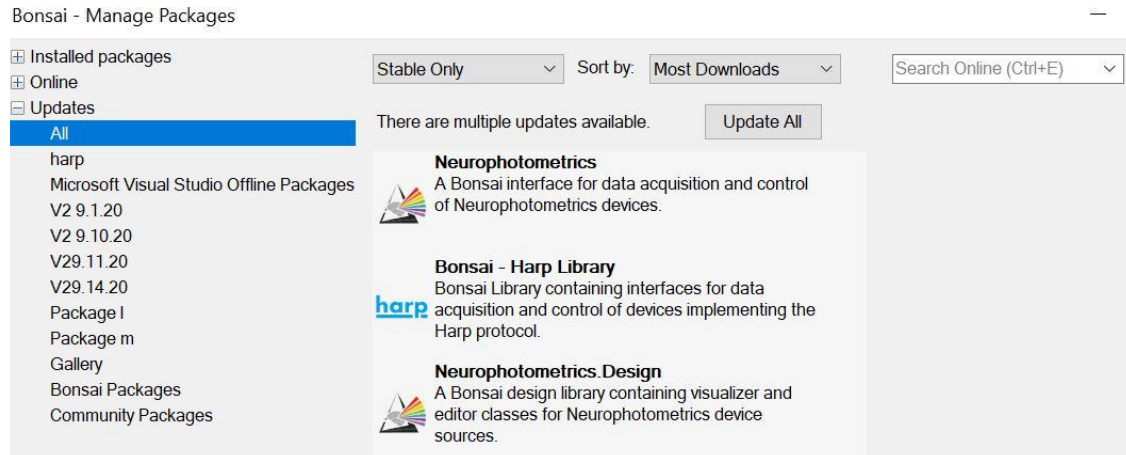 Bonsai - Manage Packages
Installed packages
Online
Updates
All
harp
Microsoft Visual Studio Offline Packages
V2 9.1.20
V2 9.10.20
V29.11.20
V29.14.20
Package l
Package m
Gallery
Bonsai Packages
Community Packages
Stable Only
Sort by:
Most Downloads
Search Online (Ctrl+E)
There are multiple updates available.
Update All
Neurophotometrics
A Bonsai interface for data acquisition and control
of Neurophotometrics devices.
Bonsai - Harp Library
Bonsai Library containing interfaces for data
harp
acquisition and control of devices implementing the
Harp protocol.
Neurophotometrics.Design
A Bonsai design library containing visualizer and
editor classes for Neurophotometrics device
sources.